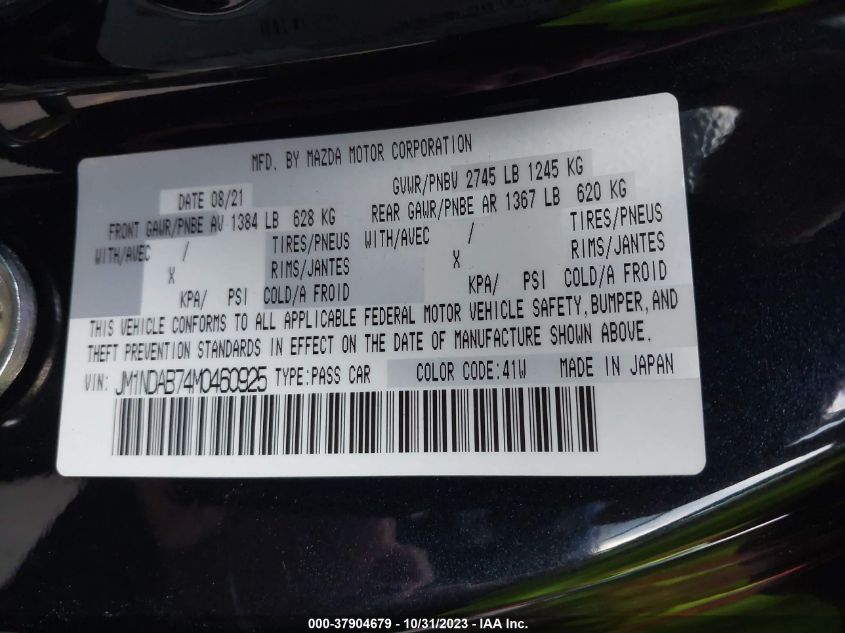 MFD. BY MAZDA MOTOR CORPORATION
DATE 08/21 GVWR/PNBV 2745 LB 1245 KG
FRONT GAWR/PNBE AV 1384 LB 628 KG REAR GAWR/PNBE AR 1367 LB 620 KG
WITH/AVEC / TIRES/PNEUS WITH/AVEC / TIRES/PNEUS
X RIMS/JANTES X RIMS/JANTES
KPA/ PSI COLD/A FROID KPA/ PSI COLD/A FROID
THIS VEHICLE CONFORMS TO ALL APPLICABLE FEDERAL MOTOR VEHICLE SAFETY, BUMPER, AND
THEFT PREVENTION STANDARDS IN EFFECT ON THE DATE OF MANUFACTURE SHOWN ABOVE.
VIN: JM1NDAB74M0460925 TYPE:PASS CAR COLOR CODE:41W MADE IN JAPAN
000-37904679 - 10/31/2023 - IAA Inc.